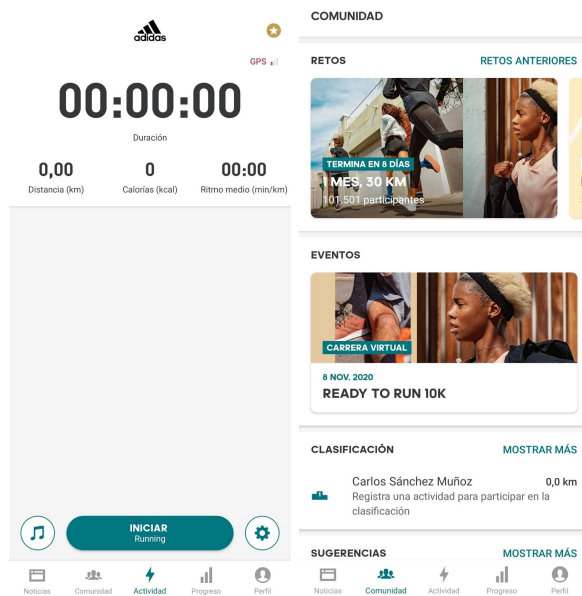 adidas
GPS
00:00:00
Duración
0,00
Distancia (km)
0
Calorías (kcal)
00:00
Ritmo medio (min/km)
INICIAR
Running
Noticias
Comunidad
Actividad
Progreso
Perfil
COMUNIDAD
RETOS
RETOS ANTERIORES
TERMINA EN 8 DÍAS
1 MES, 30 KM
101.501 participantes
EVENTOS
CARRERA VIRTUAL
8 NOV. 2020
READY TO RUN 10K
CLASIFICACIÓN
MOSTRAR MÁS
Carlos Sánchez Muñoz
0,0 km
Registra una actividad para participar en la
clasificación
SUGERENCIAS
MOSTRAR MÁS
Noticias
Comunidad
Actividad
Progreso
Perfil